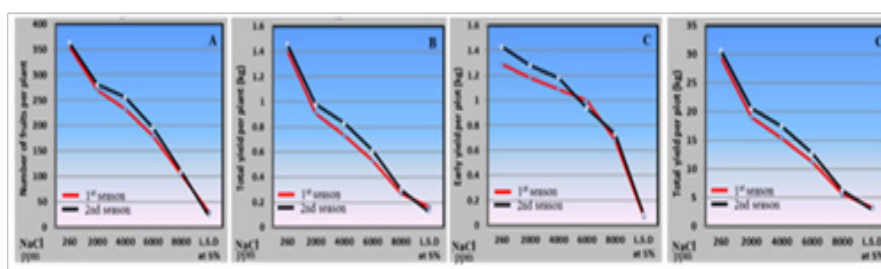 A
Number of fruits per plant
400
350
300
250
200
150
100
50
0
1st season
2nd season
NaCl
ppm
260 2000 4000 6000 8000 L.S.D
at 5%
B
Total yield per plant (kg)
1.6
1.4
1.2
1
0.8
0.6
0.4
0.2
0
1st season
2nd season
NaCl
ppm
260 2000 4000 6000 8000 L.S.D
at 5%
C
Early yield per plot (kg)
1.6
1.4
1.2
1
0.8
0.6
0.4
0.2
0
1st season
2nd season
NaCl
ppm
260 2000 4000 6000 8000 L.S.D
at 5%
Total yield per plot (kg)
35
30
25
20
15
10
5
0
1st season
2nd season
NaCl
ppm
260 2000 4000 6000 8000 L.S.D
at 5%